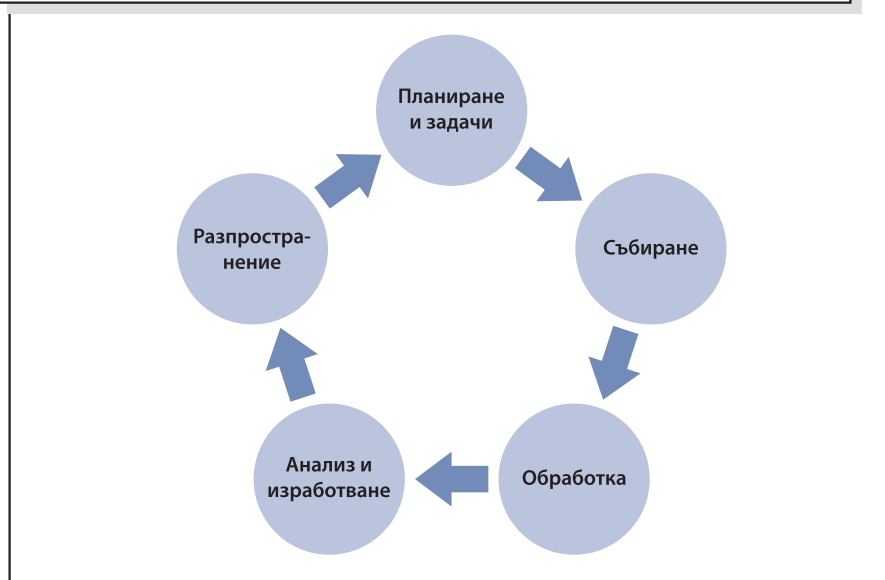 Планиране
и задачи
Събиране
Обработка
Анализ и
изработване
Разпростра-
нение